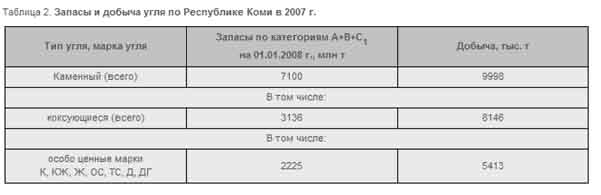 Таблица 2. Запасы и добыча угля по Республике Коми в 2007 г.
Тип угля, марка угля
Запасы по категориям А+В+С1
на 01.01.2008 г., млн т
Добыча, тыс. т
Каменный (всего)
7100
9998
В том числе:
коксующиеся (всего)
3136
8146
В том числе:
особо ценные марки
К, КЖ, Ж, ОС, ТС, Д, ДГ
2225
5413